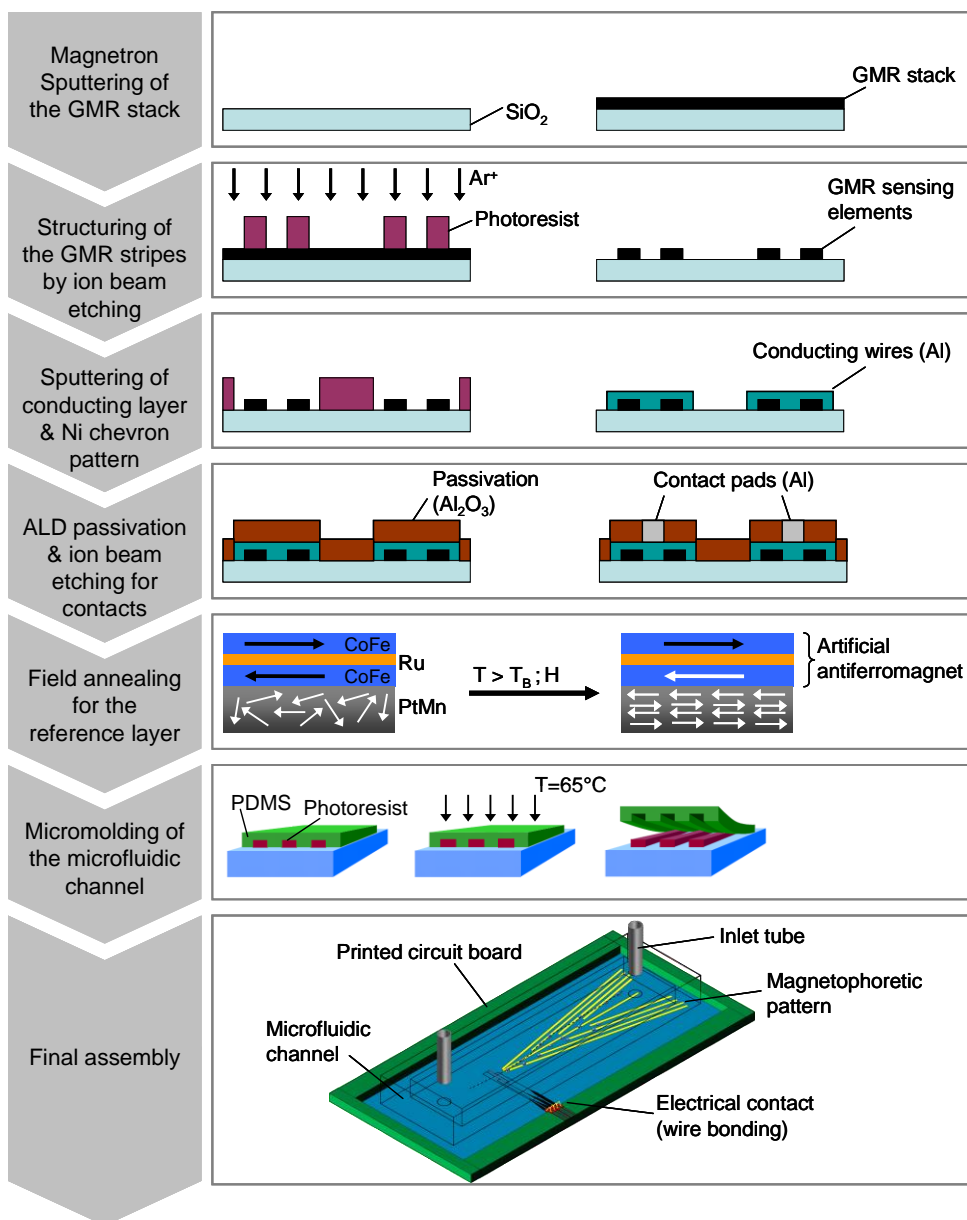 Magnetron
Sputtering of
the GMR stack
SiO₂
GMR stack
Structuring of
the GMR stripes
by ion beam
etching
Ar⁺
Photoresist
GMR sensing
elements
Sputtering of
conducting layer
& Ni chevron
pattern
Conducting wires (Al)
ALD passivation
& ion beam
etching for
contacts
Passivation
(Al₂O₃)
Contact pads (Al)
Field annealing
for the
reference layer
CoFe
Ru
CoFe
PtMn
T > T_B ; H
Artificial
antiferromagnet
Micromolding of
the microfluidic
channel
PDMS
Photoresist
T=65°C
Final assembly
Printed circuit board
Microfluidic
channel
Inlet tube
Magnetophoretic
pattern
Electrical contact
(wire bonding)